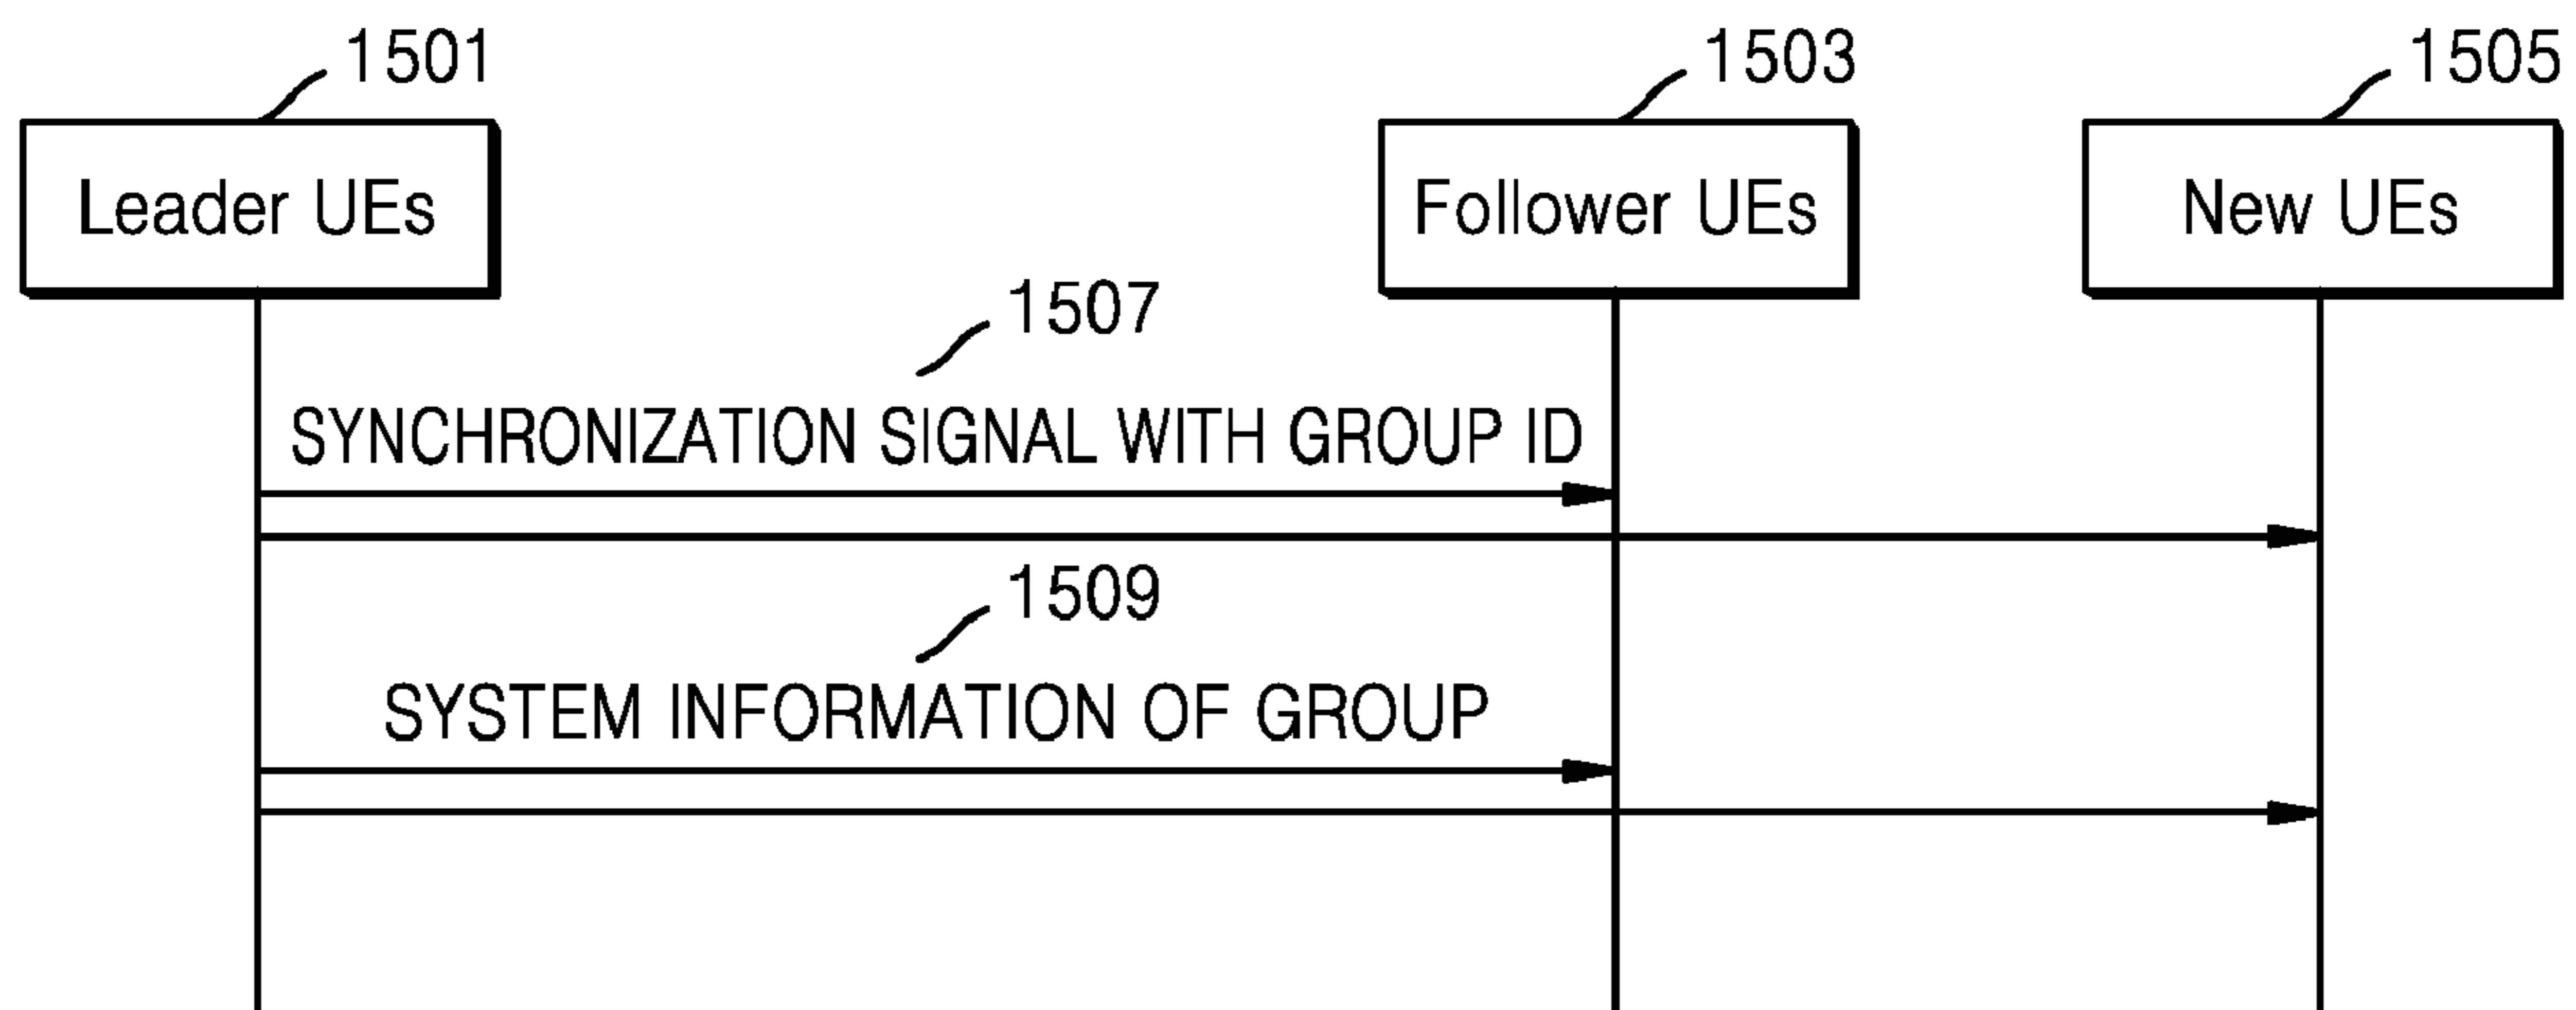 1501
1503
1505
Leader UEs
Follower UEs
New UEs
1507
SYNCHRONIZATION SIGNAL WITH GROUP ID
1509
SYSTEM INFORMATION OF GROUP